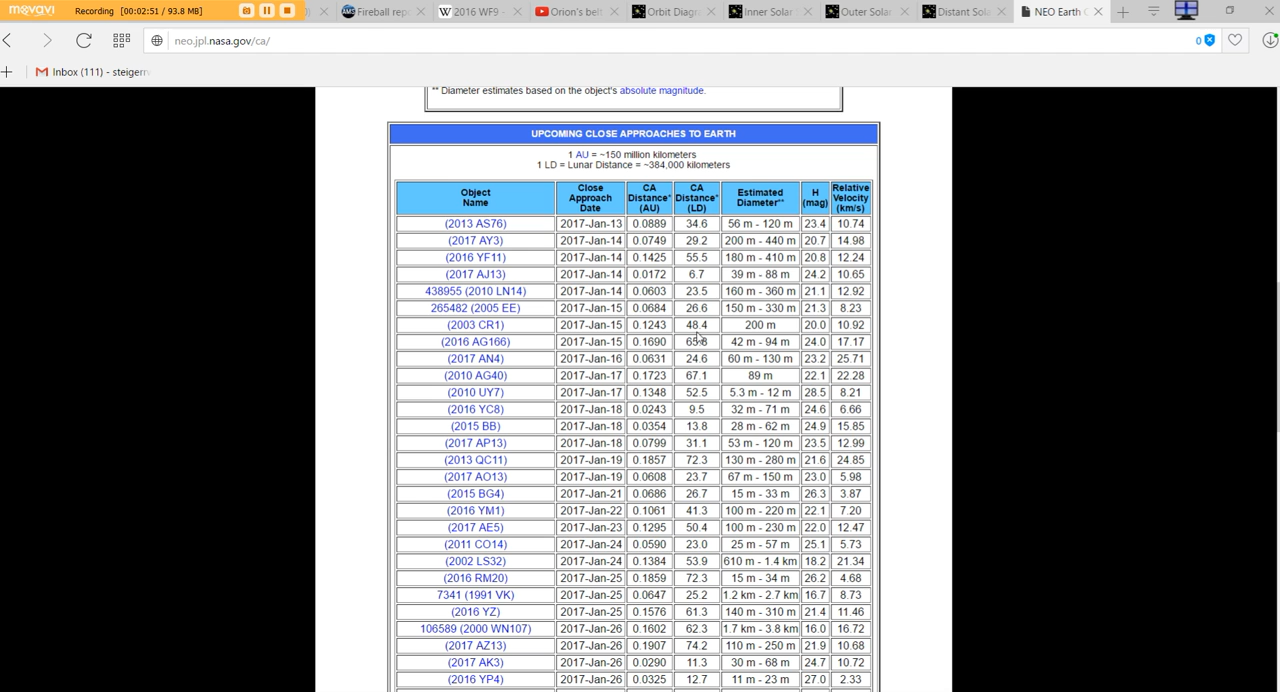 movavi Recording [ 02:51 / 93.8 MB ]
Fireball rep
W 2016 WF9 -
Orion's belt
Orbit Diagra
Inner Solar
Outer Solar
Distant Sola
NEO Earth C
neo.jpl.nasa.gov/ca/
0
Inbox (111) - steigern
** Diameter estimates based on the object's absolute magnitude.
UPCOMING CLOSE APPROACHES TO EARTH
1 AU = ~150 million kilometers
1 LD = Lunar Distance = ~384,000 kilometers
Object Name Close Approach Date CA Distance* (AU) CA Distance* (LD) Estimated Diameter** H (mag) Relative Velocity (km/s)
(2013 AS76) 2017-Jan-13 0.0889 34.6 56 m - 120 m 23.4 10.74
(2017 AY3) 2017-Jan-14 0.0749 29.2 200 m - 440 m 20.7 14.98
(2016 YF11) 2017-Jan-14 0.1425 55.5 180 m - 410 m 20.8 12.24
(2017 AJ13) 2017-Jan-14 0.0172 6.7 39 m - 88 m 24.2 10.65
438955 (2010 LN14) 2017-Jan-14 0.0603 23.5 160 m - 360 m 21.1 12.92
265482 (2005 EE) 2017-Jan-15 0.0684 26.6 150 m - 330 m 21.3 8.23
(2003 CR1) 2017-Jan-15 0.1243 48.4 200 m 20.0 10.92
(2016 AG166) 2017-Jan-15 0.1690 65.8 42 m - 94 m 24.0 17.17
(2017 AN4) 2017-Jan-16 0.0631 24.6 60 m - 130 m 23.2 25.71
(2010 AG40) 2017-Jan-17 0.1723 67.1 89 m 22.1 22.28
(2010 UY7) 2017-Jan-17 0.1348 52.5 5.3 m - 12 m 28.5 8.21
(2016 YC8) 2017-Jan-18 0.0243 9.5 32 m - 71 m 24.6 6.66
(2015 BB) 2017-Jan-18 0.0354 13.8 28 m - 62 m 24.9 15.85
(2017 AP13) 2017-Jan-18 0.0799 31.1 53 m - 120 m 23.5 12.99
(2013 QC11) 2017-Jan-19 0.1857 72.3 130 m - 280 m 21.6 24.85
(2017 AO13) 2017-Jan-19 0.0608 23.7 67 m - 150 m 23.0 5.98
(2015 BG4) 2017-Jan-21 0.0686 26.7 15 m - 33 m 26.3 3.87
(2016 YM1) 2017-Jan-22 0.1061 41.3 100 m - 220 m 22.1 7.20
(2017 AE5) 2017-Jan-23 0.1295 50.4 100 m - 230 m 22.0 12.47
(2011 CO14) 2017-Jan-24 0.0590 23.0 25 m - 57 m 25.1 5.73
(2002 LS32) 2017-Jan-24 0.1384 53.9 610 m - 1.4 km 18.2 21.34
(2016 RM20) 2017-Jan-25 0.1859 72.3 15 m - 34 m 26.2 4.68
7341 (1991 VK) 2017-Jan-25 0.0647 25.2 1.2 km - 2.7 km 16.7 8.73
(2016 YZ) 2017-Jan-25 0.1576 61.3 140 m - 310 m 21.4 11.46
106589 (2000 WN107) 2017-Jan-26 0.1602 62.3 1.7 km - 3.8 km 16.0 16.72
(2017 AZ13) 2017-Jan-26 0.1907 74.2 110 m - 250 m 21.9 10.68
(2017 AK3) 2017-Jan-26 0.0290 11.3 30 m - 68 m 24.7 10.72
(2016 YP4) 2017-Jan-26 0.0325 12.7 11 m - 23 m 27.0 2.33